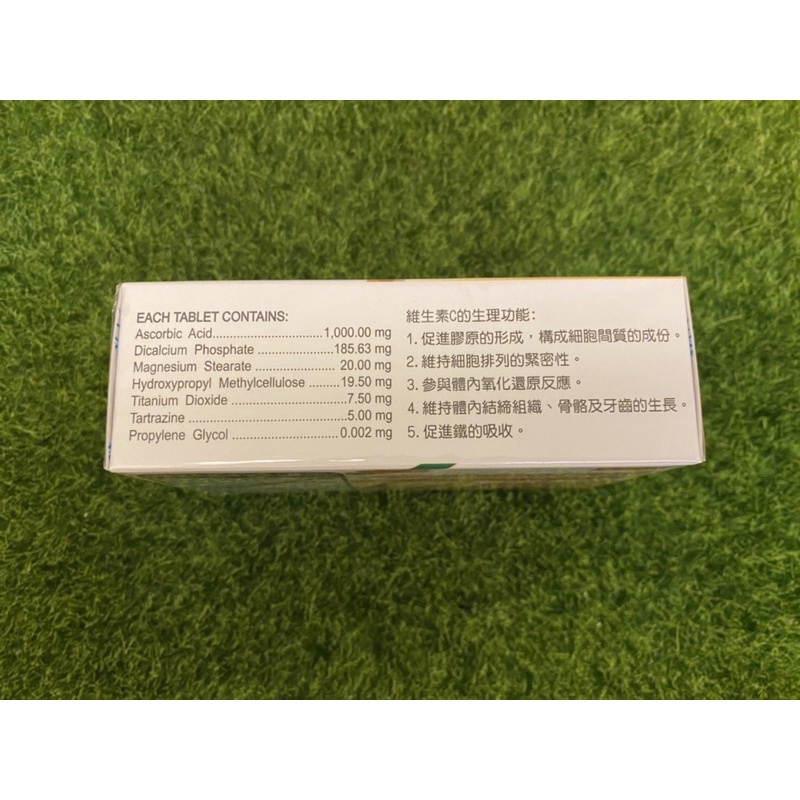 EACH TABLET CONTAINS:
Ascorbic Acid..............................1,000.00 mg
Dicalcium Phosphate ....................185.63 mg
Magnesium Stearate ...................... 20.00 mg
Hydroxypropyl Methylcellulose ........19.50 mg
Titanium Dioxide .............................7.50 mg
Tartrazine ........................................5.00 mg
Propylene Glycol ...........................0.002 mg
維生素C的生理功能:
1. 促進膠原的形成，構成細胞間質的成份。
2. 維持細胞排列的緊密性。
3. 參與體內氧化還原反應。
4. 維持體內結締組織、骨骼及牙齒的生長。
5. 促進鐵的吸收。